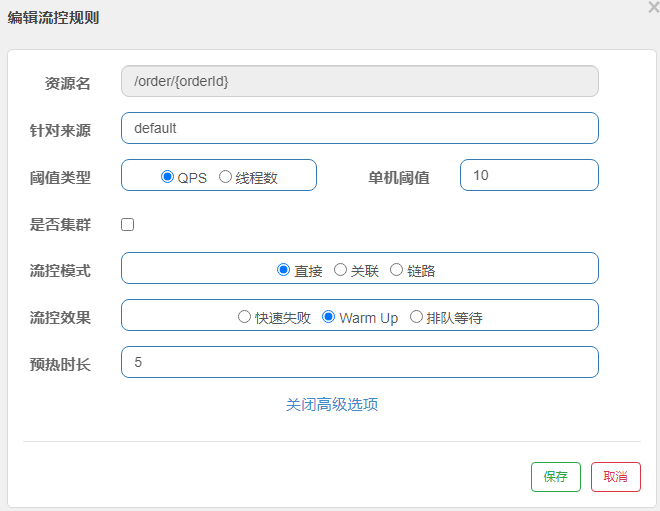 编辑流控规则
×
资源名 /order/{orderId}
针对来源 default
阈值类型 QPS 线程数 单机阈值 10
是否集群
流控模式 直接 关联 链路
流控效果 快速失败 Warm Up 排队等待
预热时长 5
关闭高级选项
保存 取消